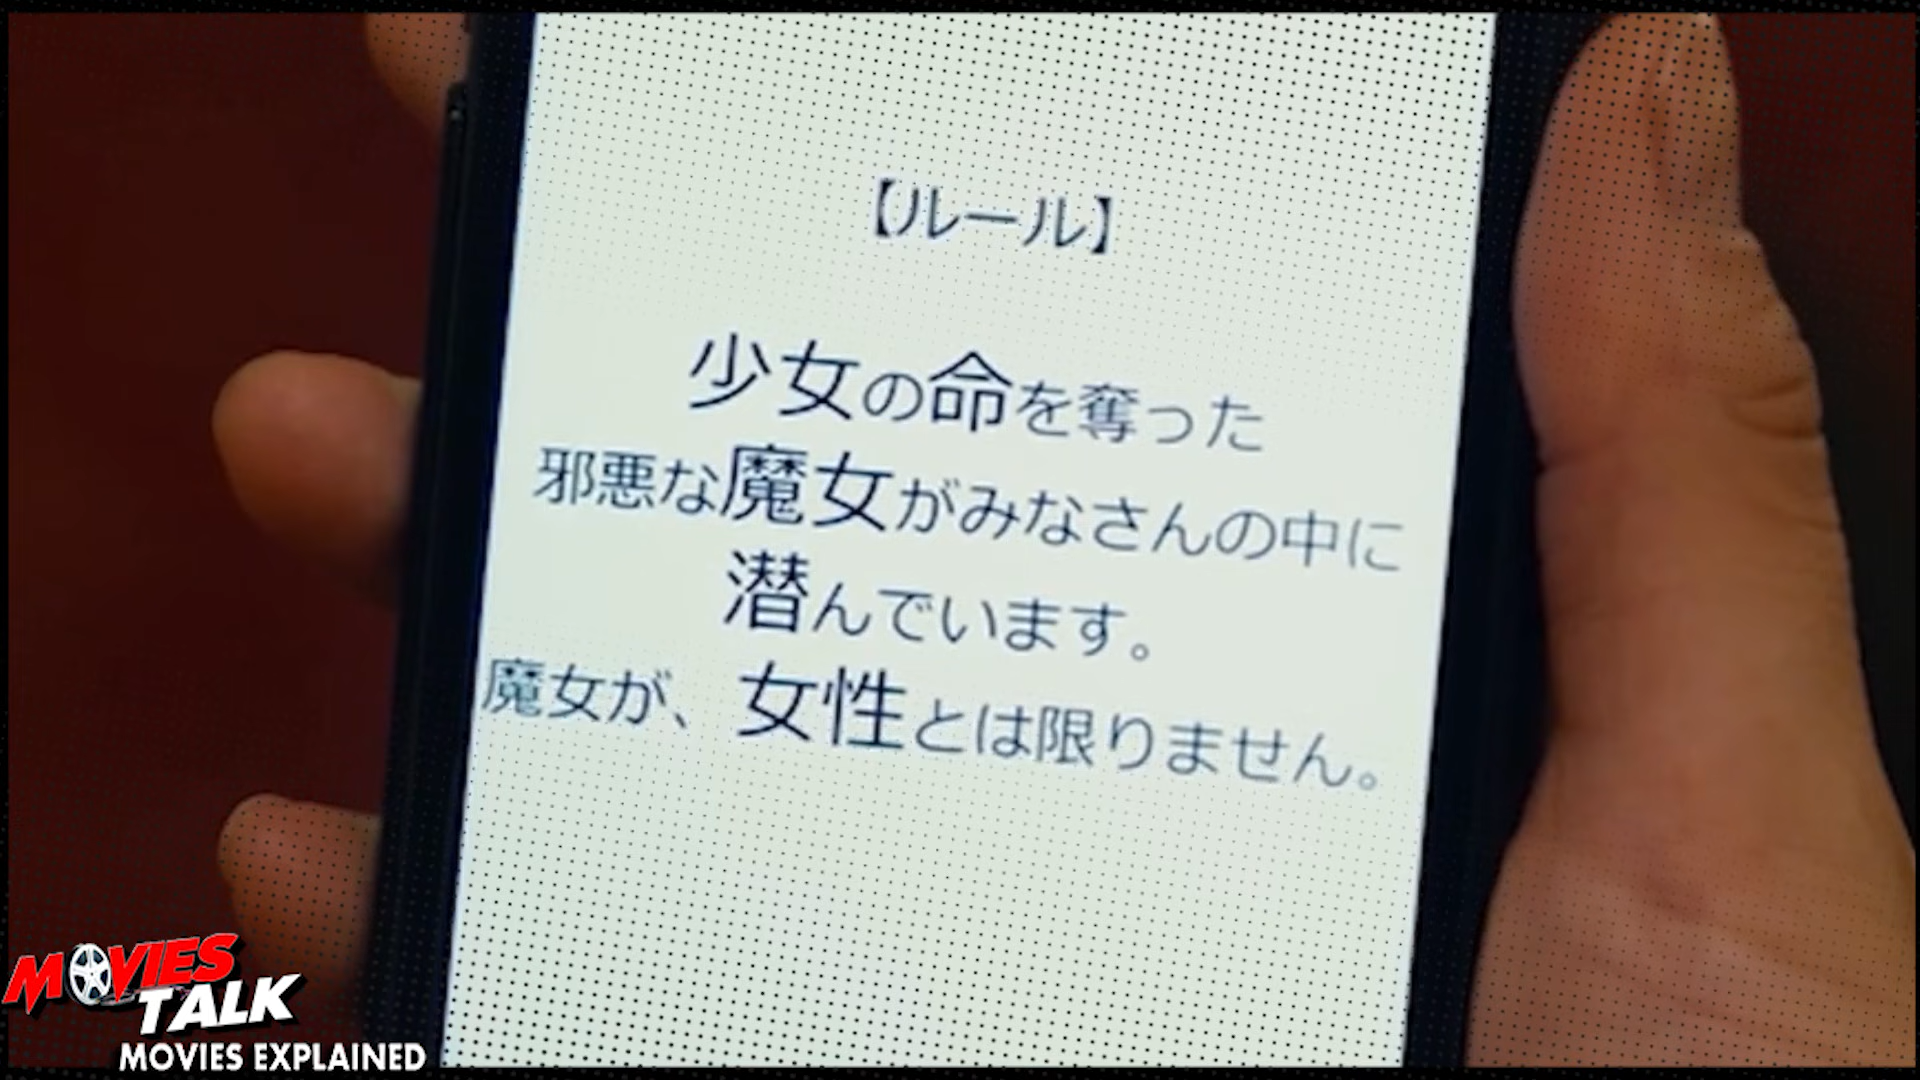 【ルール】
少女の命を奪った
邪悪な魔女がみなさんの中に
潜んでいます。
魔女が、女性とは限りません。
MOVIES
TALK
MOVIES EXPLAINED